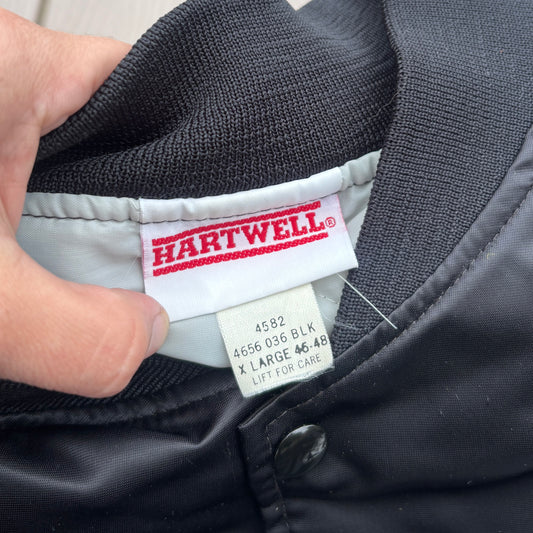 HARTWELL®
4582
4656 036 BLK
X LARGE 46-48
LIFT FOR CARE